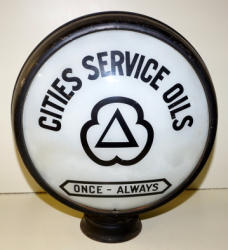 CITIES SERVICE OILS
ONCE - ALWAYS